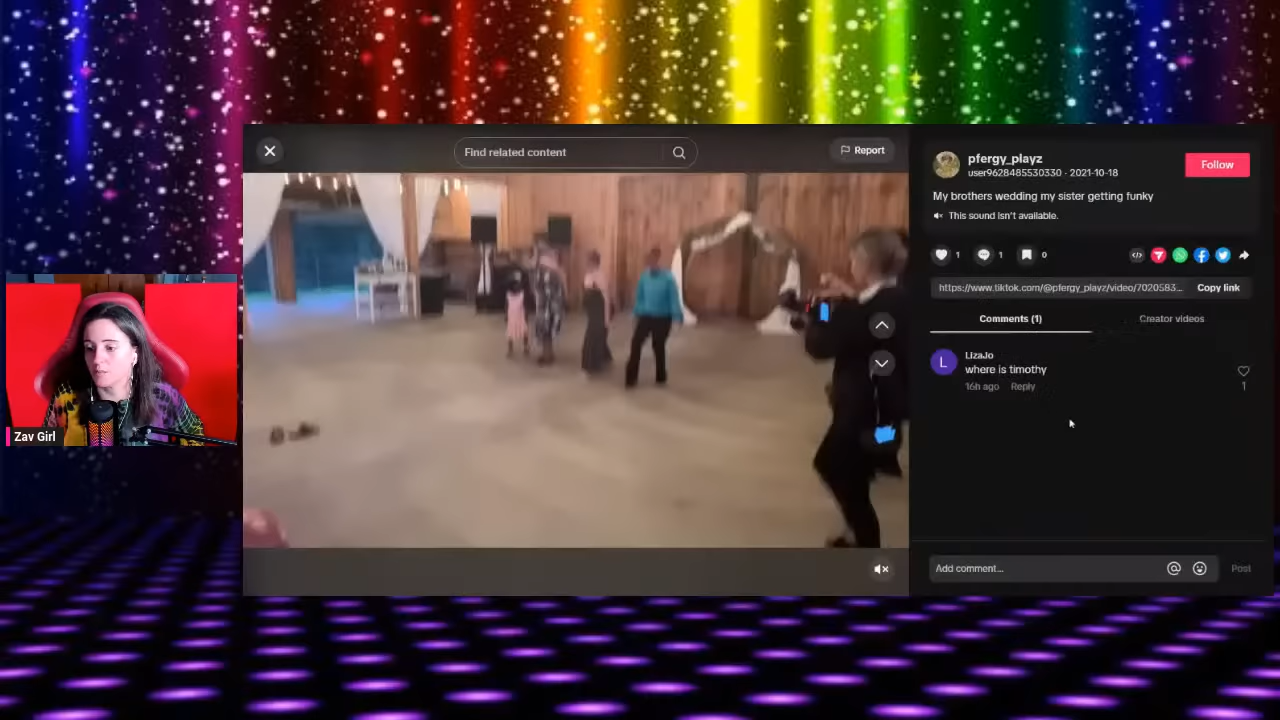 Find related content
Report
pfergy_playz
user9628485530330 · 2021-10-18
Follow
My brothers wedding my sister getting funky
This sound isn't available.
1
1
0
https://www.tiktok.com/@pfergy_playz/video/7020583...
Copy link
Comments (1)
Creator videos
L
LizaJo
where is timothy
16h ago
Reply
1
Zav Girl
Add comment...
Post